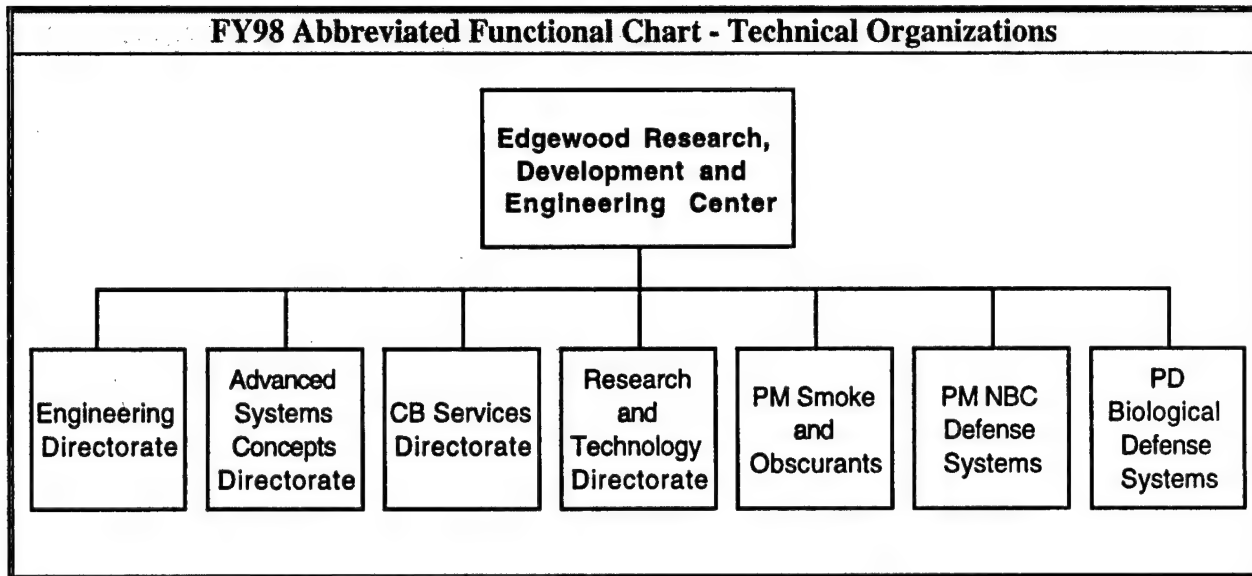 FY98 Abbreviated Functional Chart - Technical Organizations
Edgewood Research,
Development and
Engineering Center
Engineering
Directorate
Advanced
Systems
Concepts
Directorate
CB Services
Directorate
Research
and
Technology
Directorate
PM Smoke
and
Obscurants
PM NBC
Defense
Systems
PD
Biological
Defense
Systems